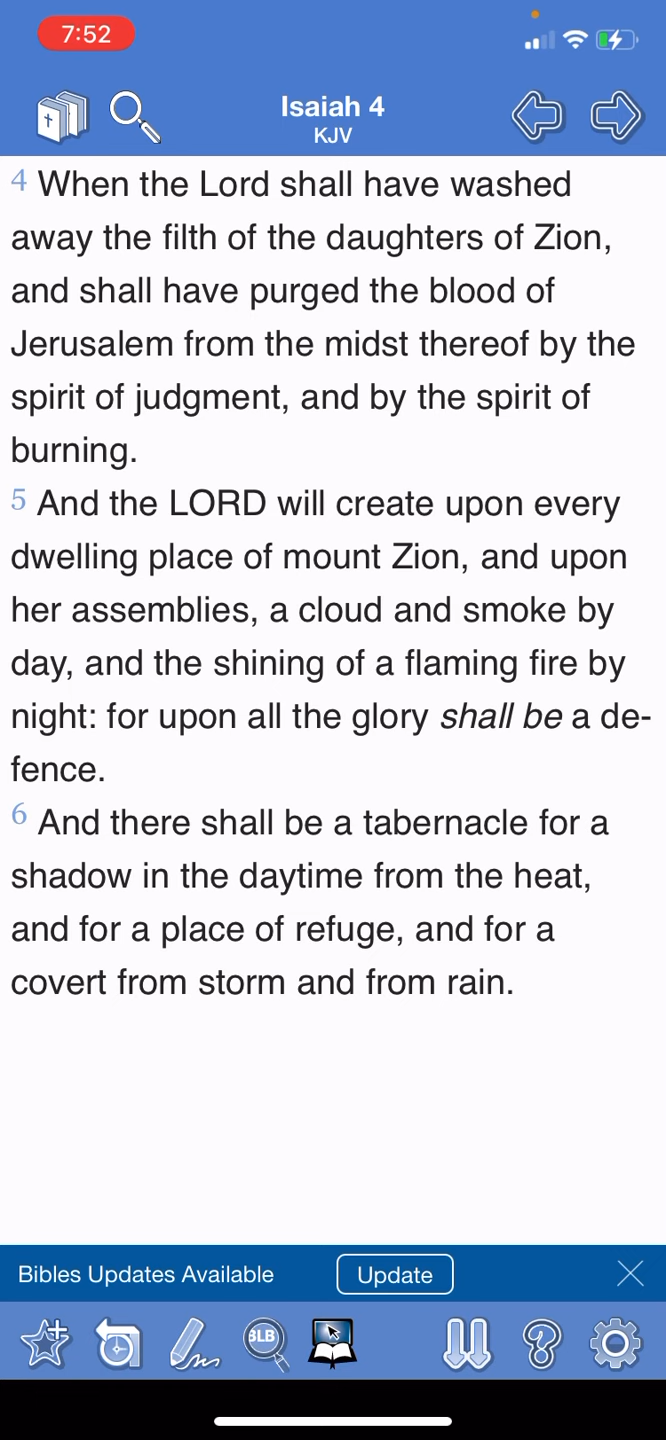 7:52
Isaiah 4
KJV
4 When the Lord shall have washed
away the filth of the daughters of Zion,
and shall have purged the blood of
Jerusalem from the midst thereof by the
spirit of judgment, and by the spirit of
burning.
5 And the LORD will create upon every
dwelling place of mount Zion, and upon
her assemblies, a cloud and smoke by
day, and the shining of a flaming fire by
night: for upon all the glory shall be a de-
fence.
6 And there shall be a tabernacle for a
shadow in the daytime from the heat,
and for a place of refuge, and for a
covert from storm and from rain.
Bibles Updates Available Update
BLB